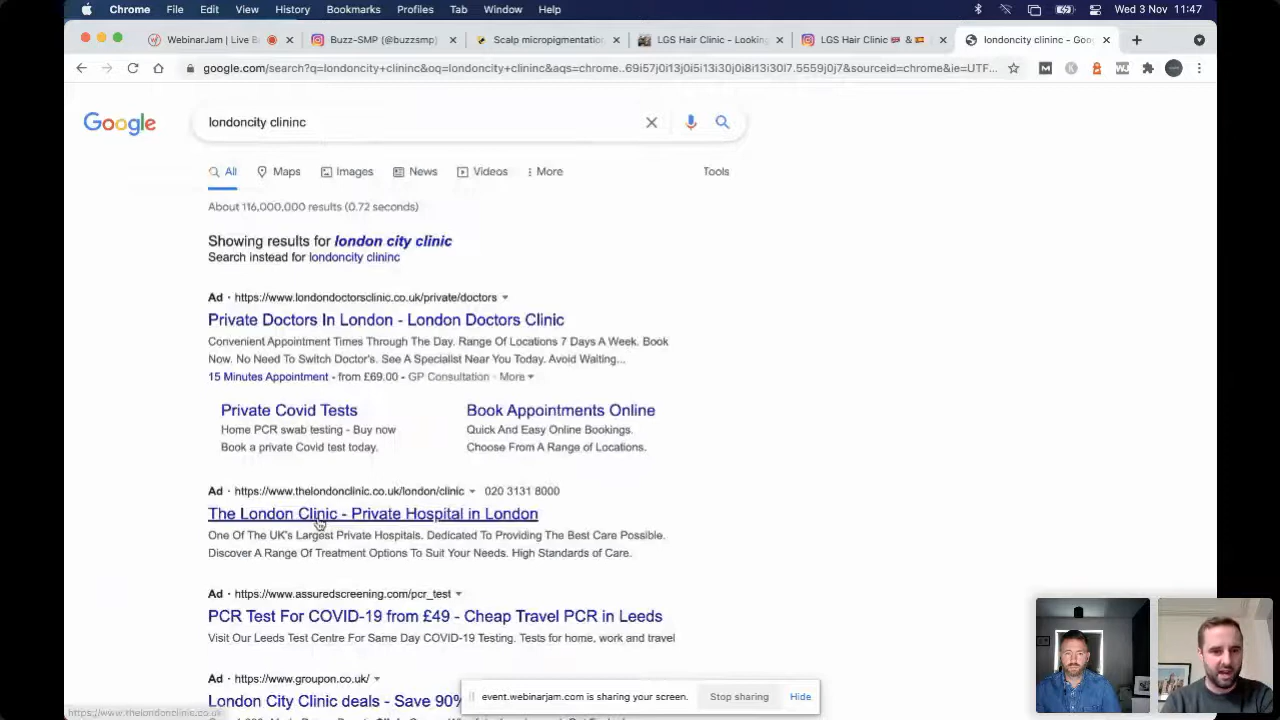 Chrome File Edit View History Bookmarks Profiles Tab Window Help Wed 3 Nov 11:47
WebinarJam | Live B Buzz-SMP (@buzzsmp) Scalp micropigmentation LGS Hair Clinic - Looking LGS Hair Clinic londoncity clininc - Goo
google.com/search?q=londoncity+clininc&oq=londoncity+clininc&aqs=chrome..69i57j0i13j0i5i13i30j0i8i13i30l7.5559j0j7&sourceid=chrome&ie=UTF...
Google londoncity clininc
All Maps Images News Videos More Tools
About 116,000,000 results (0.72 seconds)
Showing results for london city clinic
Search instead for londoncity clininc
Ad · https://www.londondoctorsclinic.co.uk/private/doctors
Private Doctors In London - London Doctors Clinic
Convenient Appointment Times Through The Day. Range Of Locations 7 Days A Week. Book
Now. No Need To Switch Doctor's. See A Specialist Near You Today. Avoid Waiting...
15 Minutes Appointment - from £69.00 - GP Consultation · More
Private Covid Tests Book Appointments Online
Home PCR swab testing - Buy now Quick And Easy Online Bookings.
Book a private Covid test today. Choose From A Range of Locations.
Ad · https://www.thelondonclinic.co.uk/london/clinic 020 3131 8000
The London Clinic - Private Hospital in London
One Of The UK's Largest Private Hospitals. Dedicated To Providing The Best Care Possible.
Discover A Range Of Treatment Options To Suit Your Needs. High Standards of Care.
Ad · https://www.assuredscreening.com/pcr_test
PCR Test For COVID-19 from £49 - Cheap Travel PCR in Leeds
Visit Our Leeds Test Centre For Same Day COVID-19 Testing. Tests for home, work and travel
Ad · https://www.groupon.co.uk/
London City Clinic deals - Save 90%
event.webinarjam.com is sharing your screen. Stop sharing Hide
https://www.thelondonclinic.co.uk